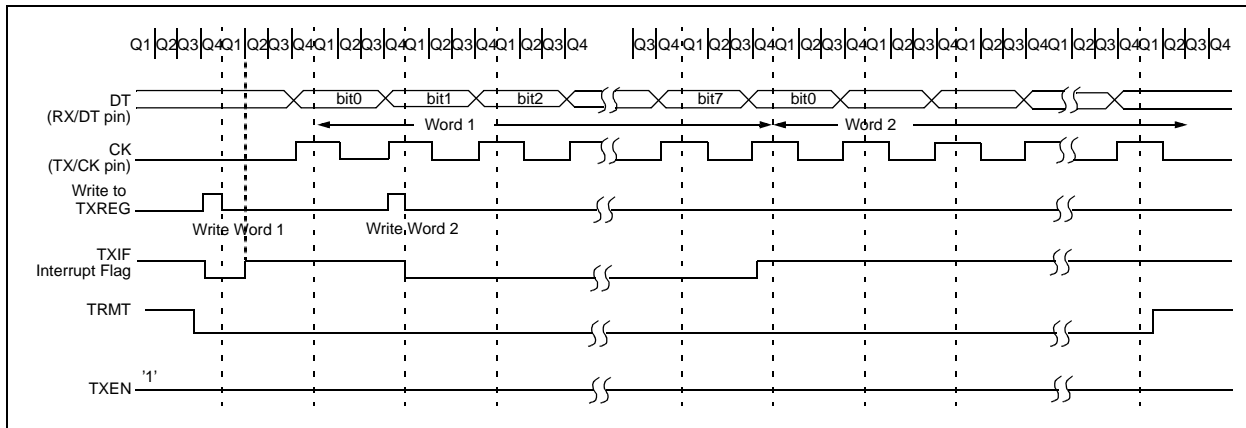 Q1 Q2 Q3 Q4 Q1 Q2 Q3 Q4 Q1 Q2 Q3 Q4 Q1 Q2 Q3 Q4 Q1 Q2 Q3 Q4 Q3 Q4 Q1 Q2 Q3 Q4 Q1 Q2 Q3 Q4 Q1 Q2 Q3 Q4 Q1 Q2 Q3 Q4 Q1 Q2 Q3 Q4 Q1 Q2 Q3 Q4
DT bit0 bit1 bit2 bit7 bit0
(RX/DT pin)
Word 1 Word 2
CK
(TX/CK pin)
Write to
TXREG
Write Word 1 Write Word 2
TXIF
Interrupt Flag
TRMT
'1'
TXEN